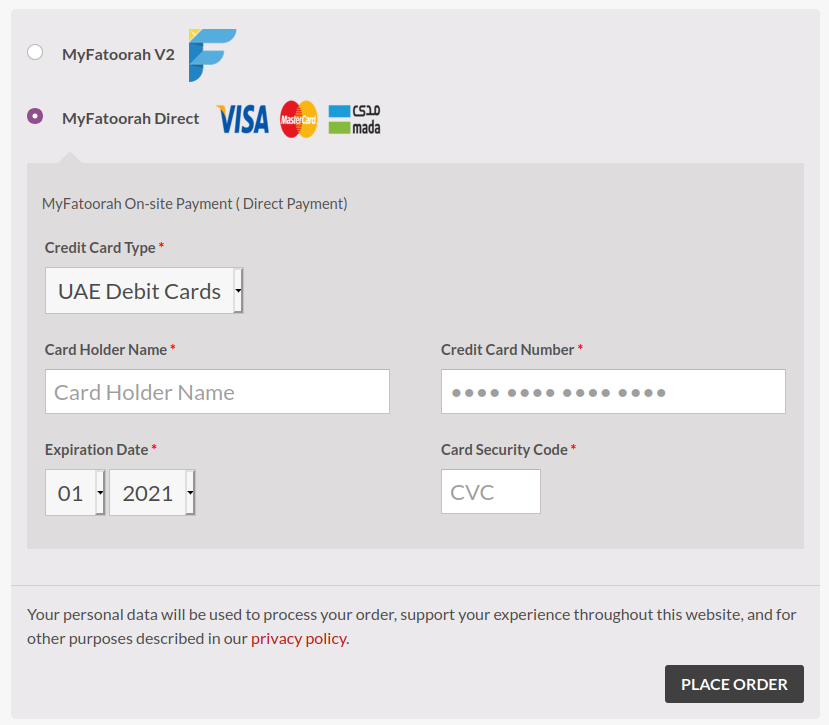 MyFatoorah V2
MyFatoorah Direct VISA MasterCard مدى mada
MyFatoorah On-site Payment ( Direct Payment)
Credit Card Type *
UAE Debit Cards
Card Holder Name * Credit Card Number *
Card Holder Name •••• •••• •••• ••••
Expiration Date * Card Security Code *
01 2021 CVC
Your personal data will be used to process your order, support your experience throughout this website, and for
other purposes described in our privacy policy.
PLACE ORDER